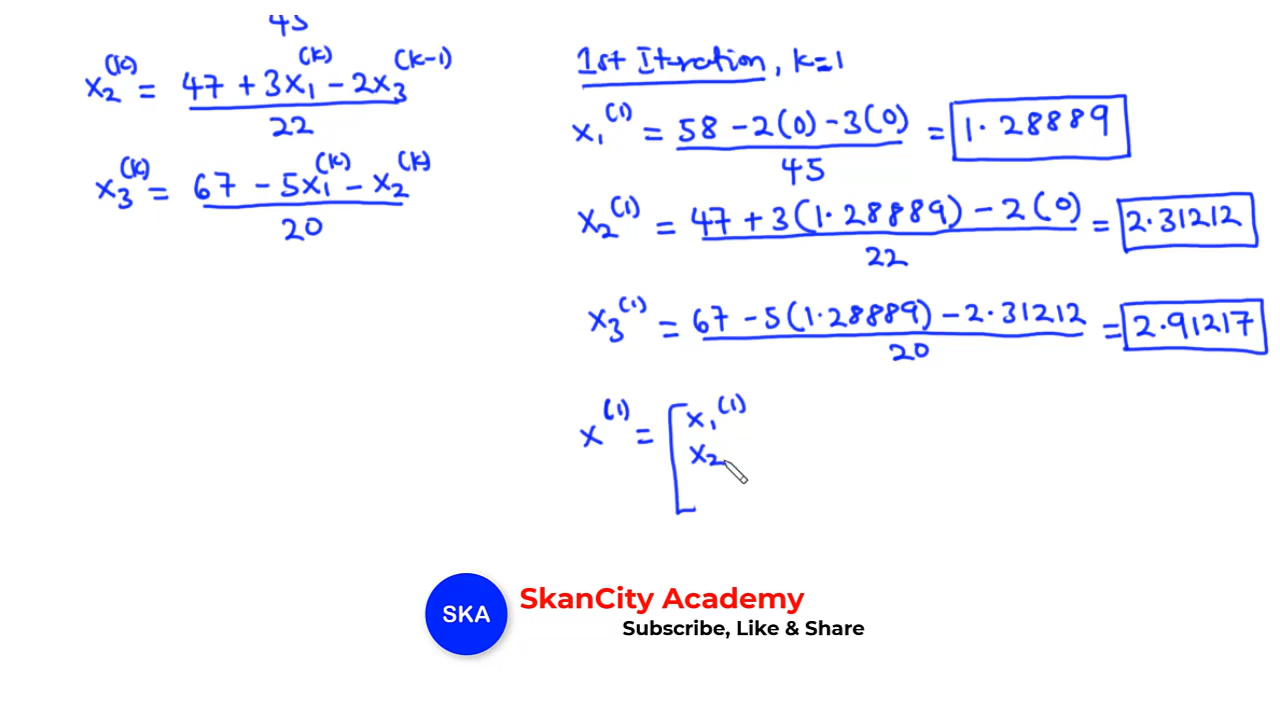 45
x₂⁽ᵏ⁾ = 47 + 3x₁⁽ᵏ⁾ - 2x₃⁽ᵏ⁻¹⁾ / 22
x₃⁽ᵏ⁾ = 67 - 5x₁⁽ᵏ⁾ - x₂⁽ᵏ⁾ / 20
1st Iteration, k=1
x₁⁽¹⁾ = 58 - 2(0) - 3(0) / 45 = 1.28889
x₂⁽¹⁾ = 47 + 3(1.28889) - 2(0) / 22 = 2.31212
x₃⁽¹⁾ = 67 - 5(1.28889) - 2.31212 / 20 = 2.91217
x⁽¹⁾ = [ x₁⁽¹⁾
x₂
SKA
SkanCity Academy
Subscribe, Like & Share